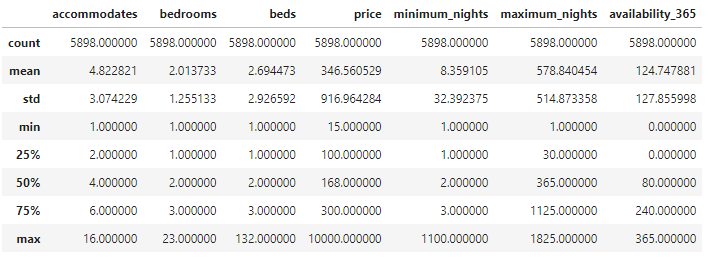 accommodates bedrooms beds price minimum_nights maximum_nights availability_365
count 5898.000000 5898.000000 5898.000000 5898.000000 5898.000000 5898.000000 5898.000000
mean 4.822821 2.013733 2.694473 346.560529 8.359105 578.840454 124.747881
std 3.074229 1.255133 2.926592 916.964284 32.392375 514.873358 127.855998
min 1.000000 1.000000 1.000000 15.000000 1.000000 1.000000 0.000000
25% 2.000000 1.000000 1.000000 100.000000 1.000000 30.000000 0.000000
50% 4.000000 2.000000 2.000000 168.000000 2.000000 365.000000 80.000000
75% 6.000000 3.000000 3.000000 300.000000 3.000000 1125.000000 240.000000
max 16.000000 23.000000 132.000000 10000.000000 1100.000000 1825.000000 365.000000